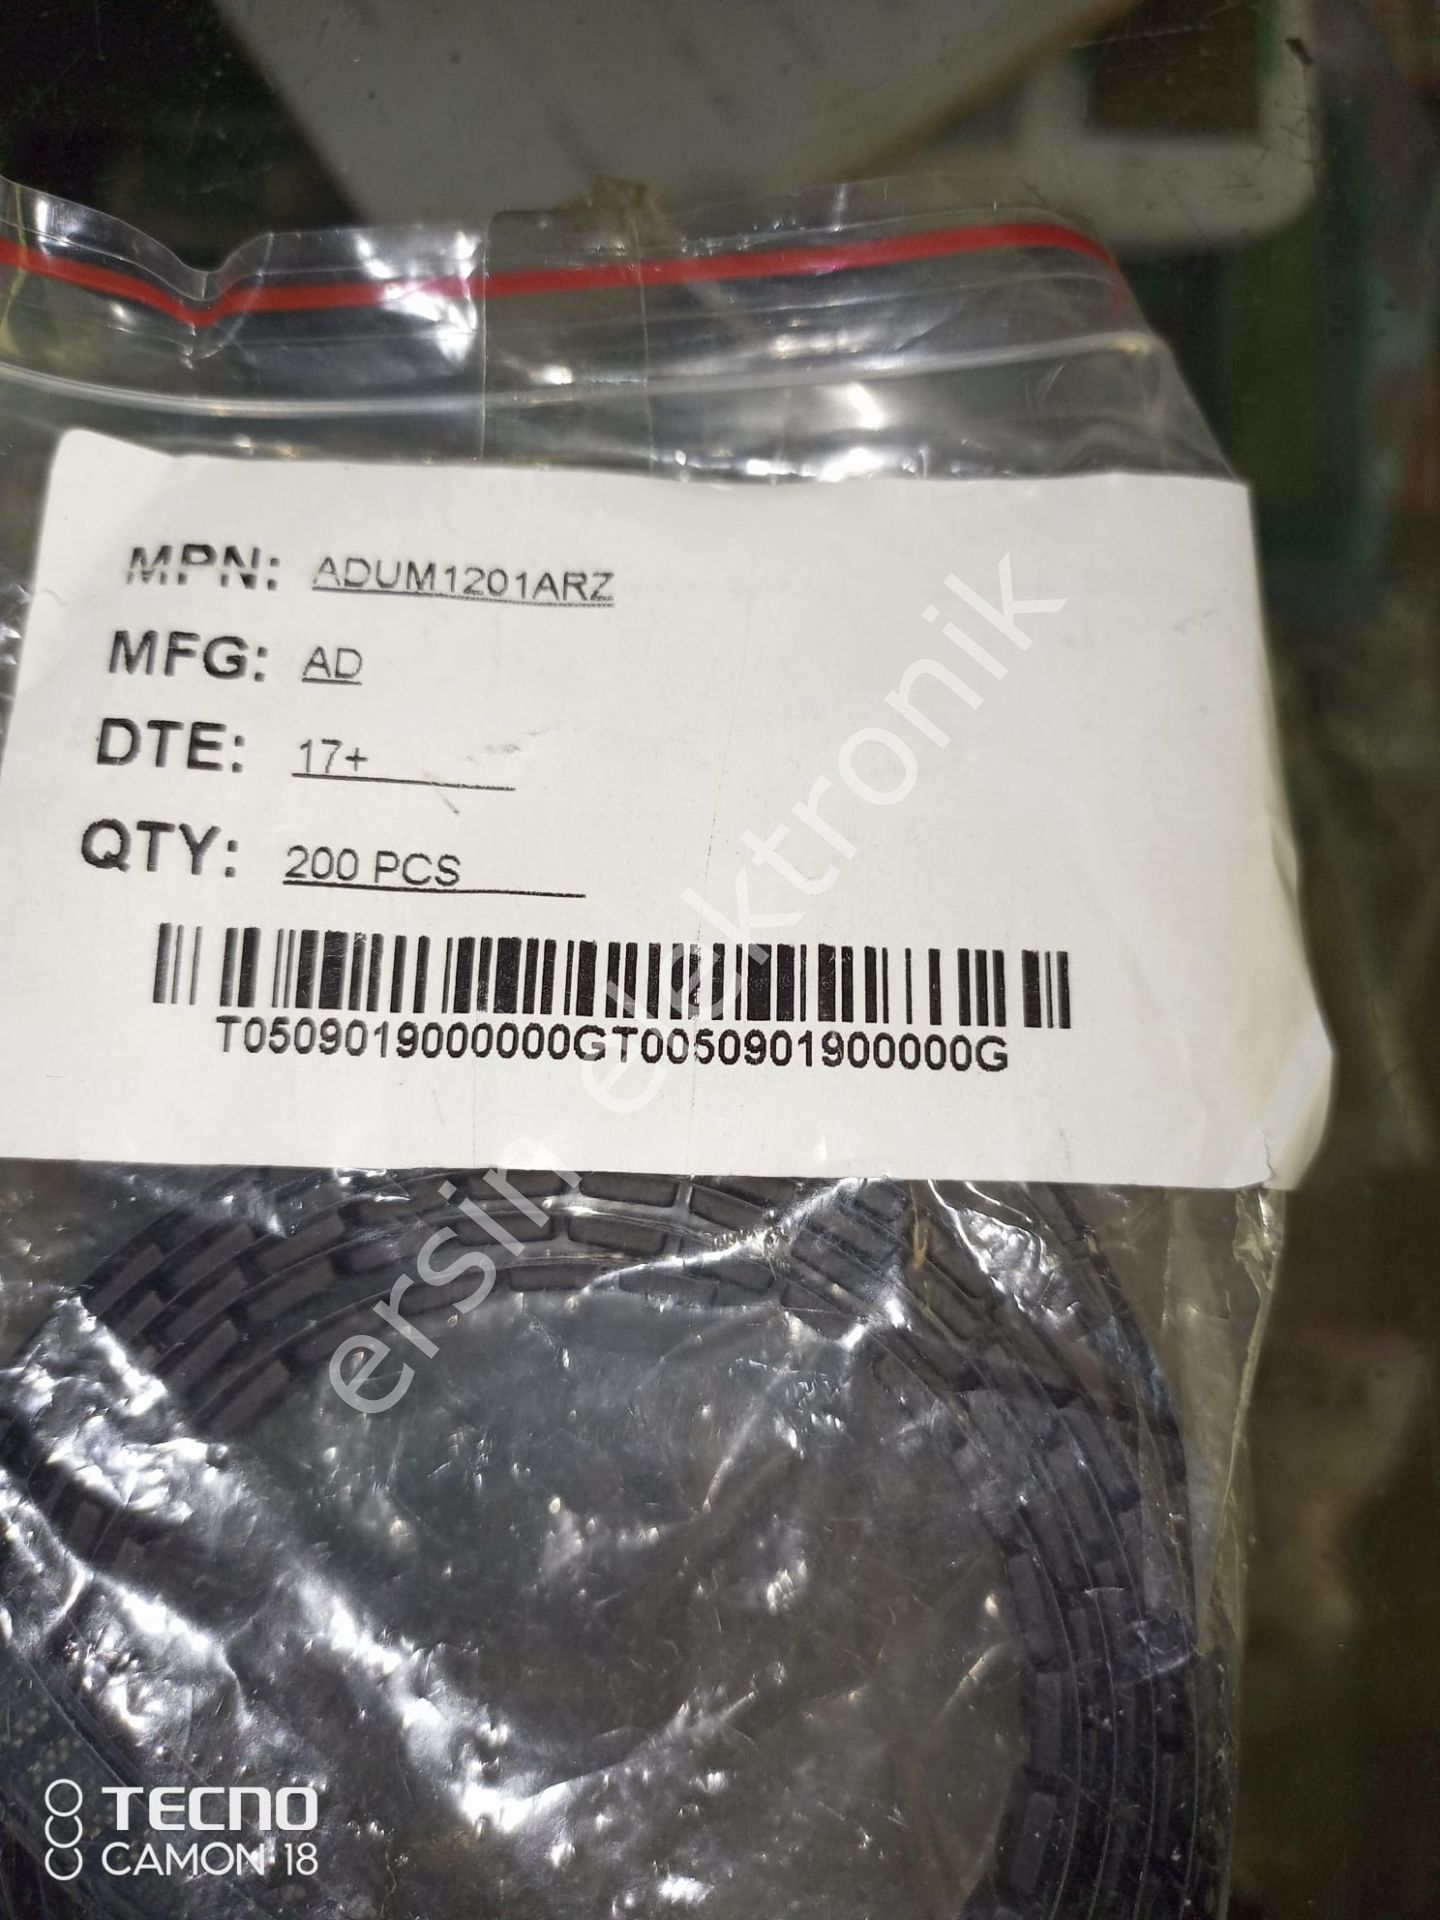 MPN: ADUM1201ARZ
MFG: AD
DTE: 17+
QTY: 200 PCS
T0509019000000GT0050901900000G
ersin elektronik
TECNO
CAMON 18